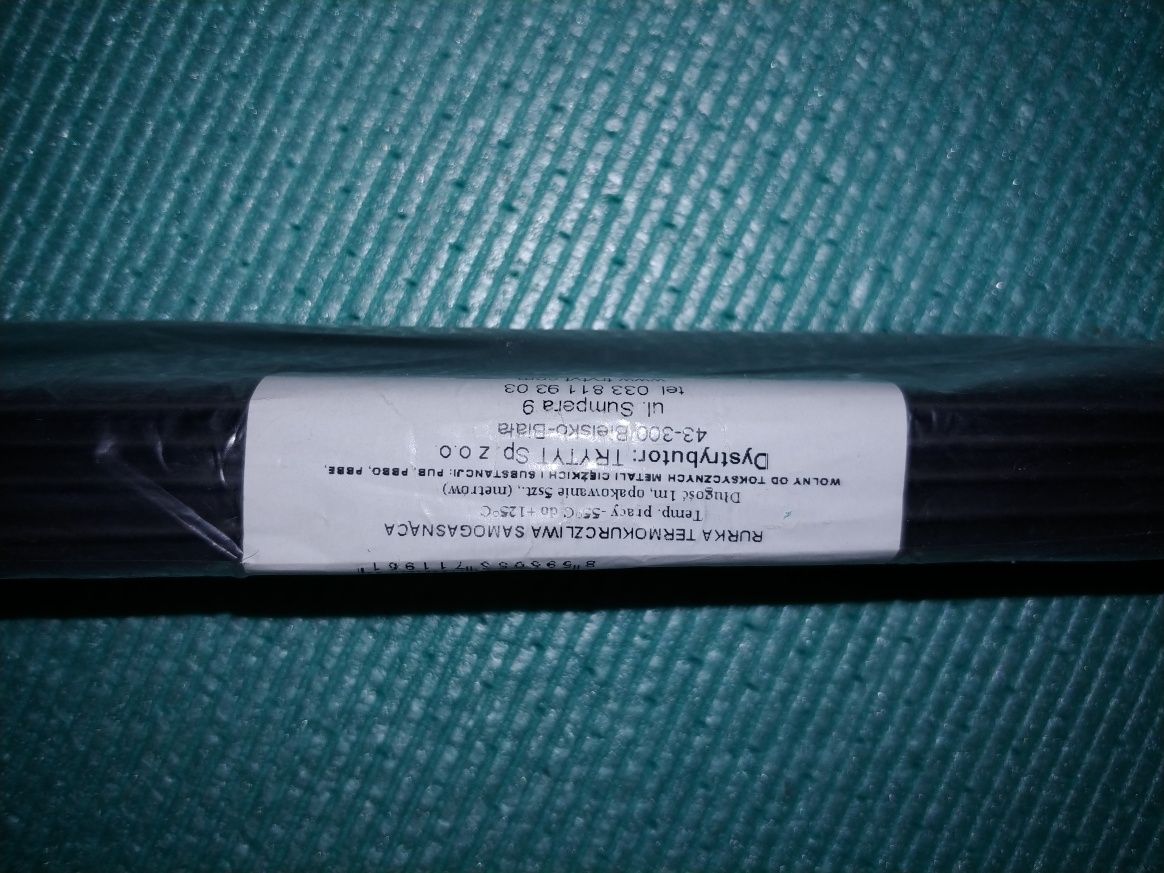 RURKA TERMOKURCZLIWA SAMOGASNĄCA
Temp. pracy -55°C do +125°C
Długość 1m, opakowanie 5szt., (metrów)
WOLNY OD TOKSYCZNYCH METALI CIĘŻKICH I SUBSTANCJI: PUB, PBBO, PBBE,
Dystrybutor: TRYTYT Sp. z o.o
43-300 Bielsko-Biała
ul. Sumpera 9
tel 033 811 93 03